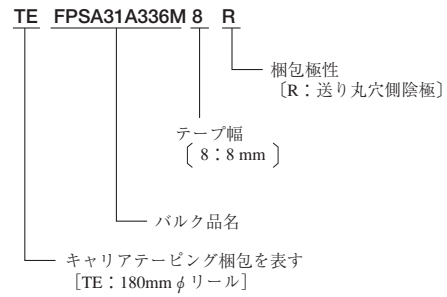 TE FPSA31A336M 8 R
梱包極性
〔R：送り丸穴側陰極〕
テープ幅
〔8：8 mm〕
バルク品名
キャリアテーピング梱包を表す
［TE：180mm φ リール］